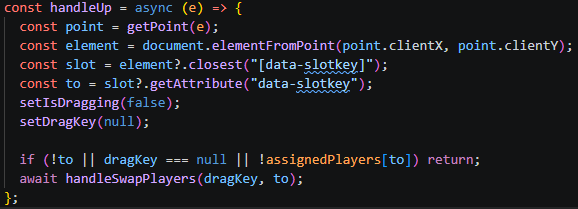 const handleUp = async (e) => {
const point = getPoint(e);
const element = document.elementFromPoint(point.clientX, point.clientY);
const slot = element?.closest("[data-slotkey]");
const to = slot?.getAttribute("data-slotkey");
setIsDragging(false);
setDragKey(null);
if (!to || dragKey === null || !assignedPlayers[to]) return;
await handleSwapPlayers(dragKey, to);
};